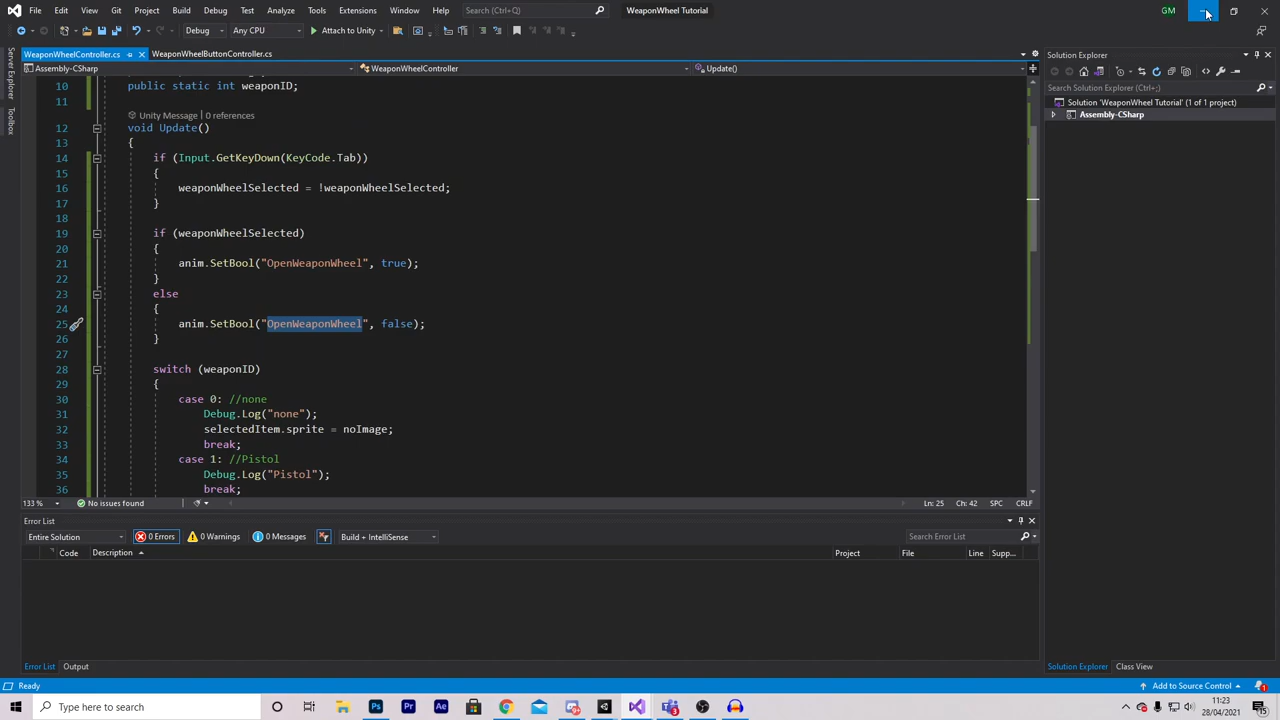 File Edit View Git Project Build Debug Test Analyze Tools Extensions Window Help Search (Ctrl+Q) WeaponWheel Tutorial GM
Debug Any CPU Attach to Unity
WeaponWheelController.cs WeaponWheelButtonController.cs
Assembly-CSharp WeaponWheelController Update()
10 public static int weaponID;
11
Unity Message | 0 references
12 void Update()
13 {
14 if (Input.GetKeyDown(KeyCode.Tab))
15 {
16 weaponWheelSelected = !weaponWheelSelected;
17 }
18
19 if (weaponWheelSelected)
20 {
21 anim.SetBool("OpenWeaponWheel", true);
22 }
23 else
24 {
25 anim.SetBool("OpenWeaponWheel", false);
26 }
27
28 switch (weaponID)
29 {
30 case 0: //none
31 Debug.Log("none");
32 selectedItem.sprite = noImage;
33 break;
34 case 1: //Pistol
35 Debug.Log("Pistol");
36 break;
133 % No issues found Ln: 25 Ch: 42 SPC CRLF
Error List
Entire Solution 0 Errors 0 Warnings 0 Messages Build + IntelliSense Search Error List
Code Description Project File Line Supp...
Error List Output
Server Explorer
Toolbox
Solution Explorer
Search Solution Explorer (Ctrl+;)
Solution 'WeaponWheel Tutorial' (1 of 1 project)
Assembly-CSharp
Solution Explorer Class View
Ready Add to Source Control 1
Type here to search
11:23
28/04/2021
15